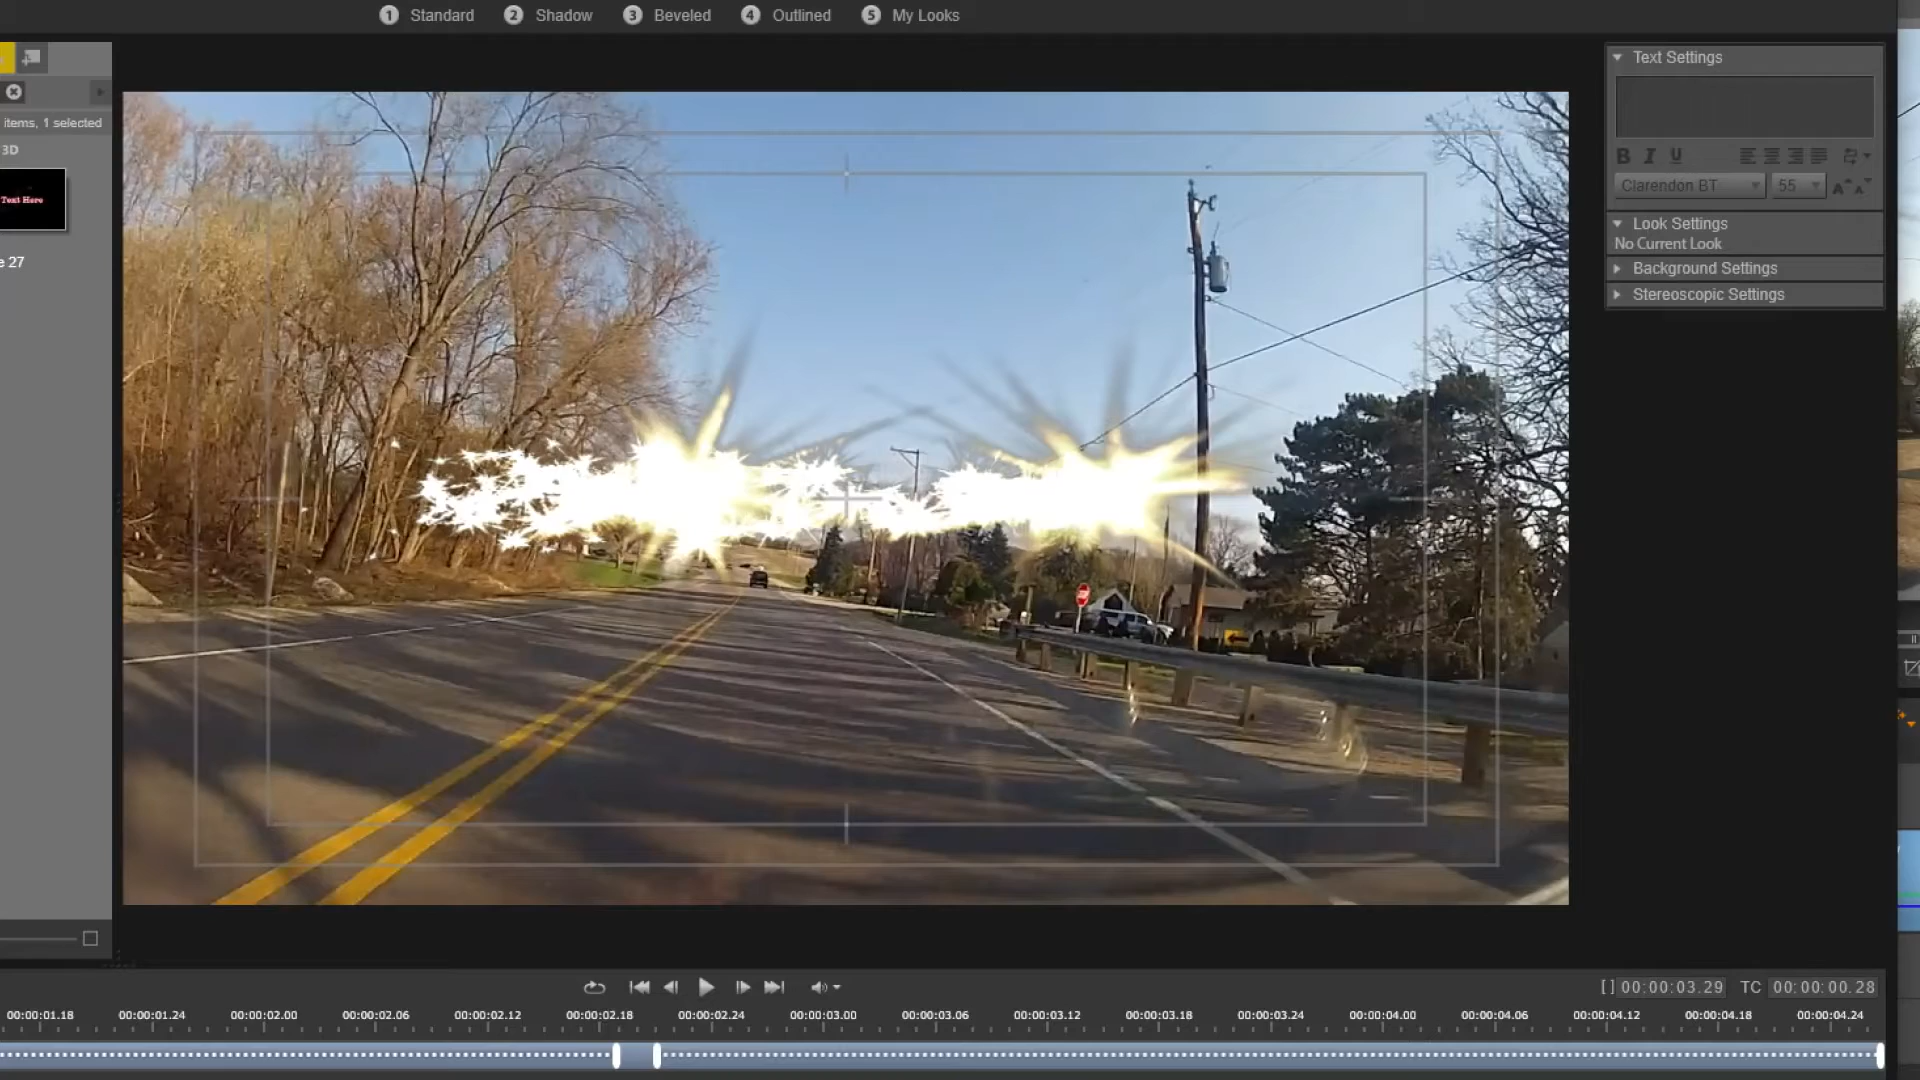 1 Standard 2 Shadow 3 Beveled 4 Outlined 5 My Looks
items, 1 selected
3D
Text Here
e 27
Text Settings
B I U
Clarendon BT 55
Look Settings
No Current Look
Background Settings
Stereoscopic Settings
[ ] 00:00:03.29 TC 00:00:00.28
00:00:01.18 00:00:01.24 00:00:02.00 00:00:02.06 00:00:02.12 00:00:02.18 00:00:02.24 00:00:03.00 00:00:03.06 00:00:03.12 00:00:03.18 00:00:03.24 00:00:04.00 00:00:04.06 00:00:04.12 00:00:04.18 00:00:04.24